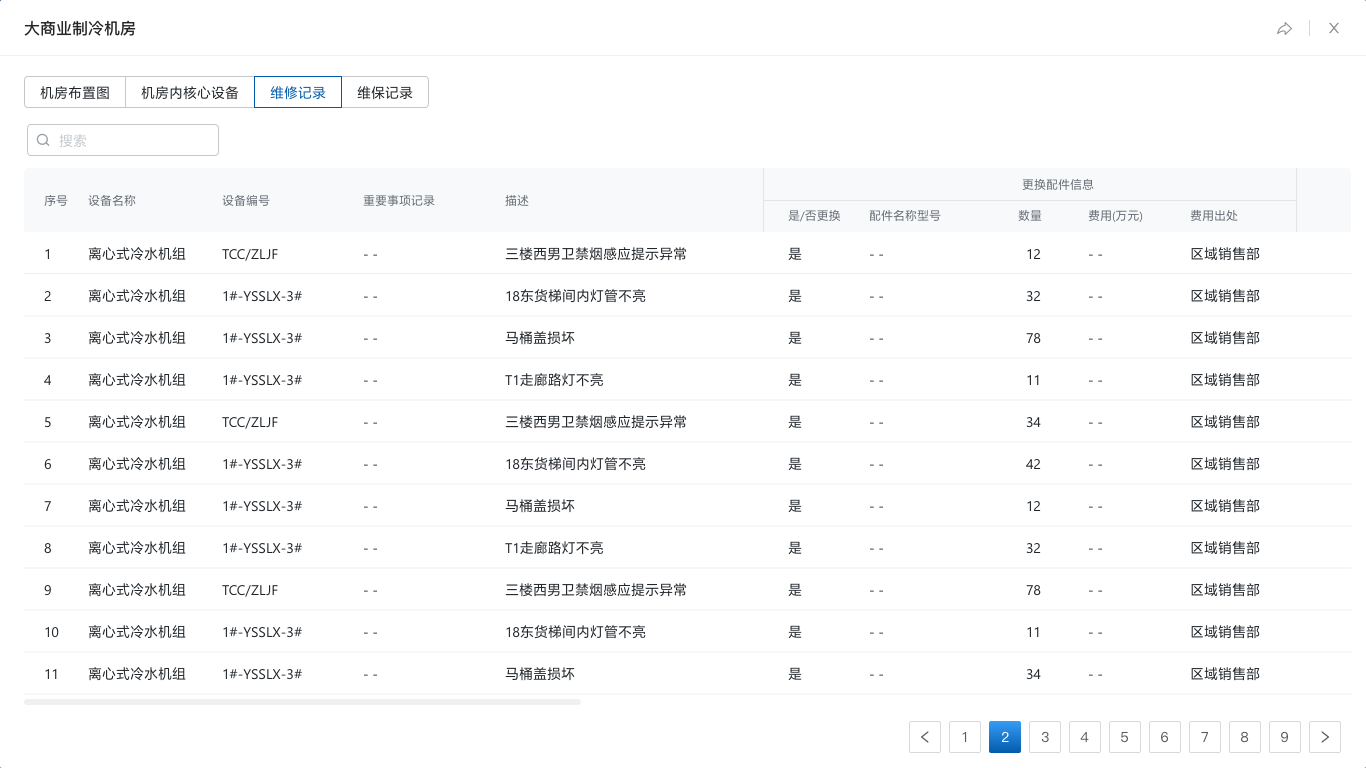 大商业制冷机房
机房布置图 机房内核心设备 维修记录 维保记录
搜索
更换配件信息
序号 设备名称 设备编号 重要事项记录 描述 是/否更换 配件名称型号 数量 费用(万元) 费用出处
1 离心式冷水机组 TCC/ZLJF - - 三楼西男卫禁烟感应提示异常 是 - - 12 - - 区域销售部
2 离心式冷水机组 1#-YSSLX-3# - - 18东货梯间内灯管不亮 是 - - 32 - - 区域销售部
3 离心式冷水机组 1#-YSSLX-3# - - 马桶盖损坏 是 - - 78 - - 区域销售部
4 离心式冷水机组 1#-YSSLX-3# - - T1走廊路灯不亮 是 - - 11 - - 区域销售部
5 离心式冷水机组 TCC/ZLJF - - 三楼西男卫禁烟感应提示异常 是 - - 34 - - 区域销售部
6 离心式冷水机组 1#-YSSLX-3# - - 18东货梯间内灯管不亮 是 - - 42 - - 区域销售部
7 离心式冷水机组 1#-YSSLX-3# - - 马桶盖损坏 是 - - 12 - - 区域销售部
8 离心式冷水机组 1#-YSSLX-3# - - T1走廊路灯不亮 是 - - 32 - - 区域销售部
9 离心式冷水机组 TCC/ZLJF - - 三楼西男卫禁烟感应提示异常 是 - - 78 - - 区域销售部
10 离心式冷水机组 1#-YSSLX-3# - - 18东货梯间内灯管不亮 是 - - 11 - - 区域销售部
11 离心式冷水机组 1#-YSSLX-3# - - 马桶盖损坏 是 - - 34 - - 区域销售部
1 2 3 4 5 6 7 8 9